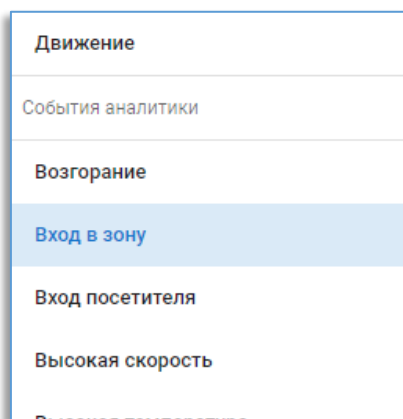 Движение
События аналитики
Возгорание
Вход в зону
Вход посетителя
Высокая скорость